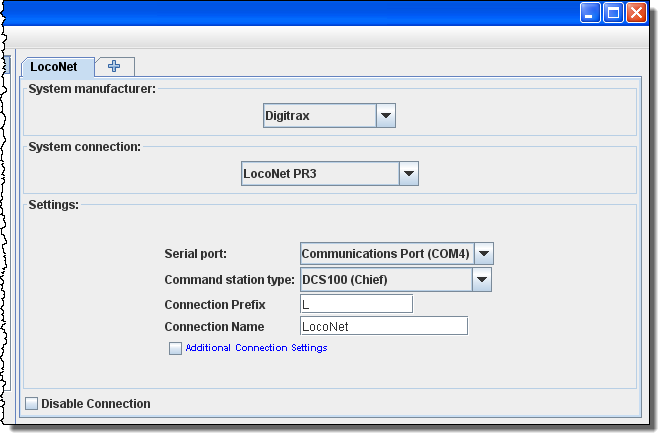 LocoNet
System manufacturer:
Digitrax
System connection:
LocoNet PR3
Settings:
Serial port: Communications Port (COM4)
Command station type: DCS100 (Chief)
Connection Prefix L
Connection Name LocoNet
Additional Connection Settings
Disable Connection